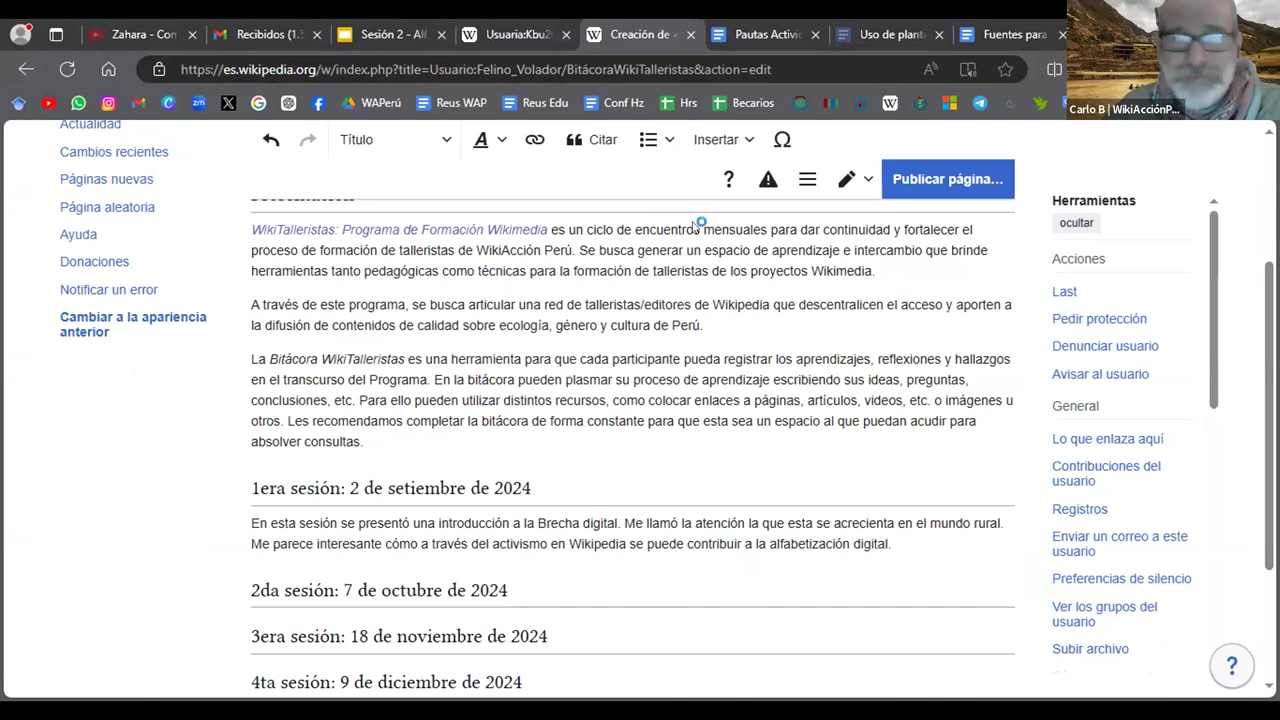 Zahara - Con
Recibidos (1.5
Sesión 2 - Alf
Usuaria:Kbu2
Creación de «
Pautas Activic
Uso de planti
Fuentes para
https://es.wikipedia.org/w/index.php?title=Usuario:Felino_Volador/BitácoraWikiTalleristas&action=edit
WAPerú
Reus WAP
Reus Edu
Conf Hz
Hrs
Becarios
Carlo B | WikiAcciónP...
Actualidad
Cambios recientes
Páginas nuevas
Página aleatoria
Ayuda
Donaciones
Notificar un error
Cambiar a la apariencia
anterior
Título
Citar
Insertar
Publicar página...
WikiTalleristas: Programa de Formación Wikimedia es un ciclo de encuentros mensuales para dar continuidad y fortalecer el
proceso de formación de talleristas de WikiAcción Perú. Se busca generar un espacio de aprendizaje e intercambio que brinde
herramientas tanto pedagógicas como técnicas para la formación de talleristas de los proyectos Wikimedia.
A través de este programa, se busca articular una red de talleristas/editores de Wikipedia que descentralicen el acceso y aporten a
la difusión de contenidos de calidad sobre ecología, género y cultura de Perú.
La Bitácora WikiTalleristas es una herramienta para que cada participante pueda registrar los aprendizajes, reflexiones y hallazgos
en el transcurso del Programa. En la bitácora pueden plasmar su proceso de aprendizaje escribiendo sus ideas, preguntas,
conclusiones, etc. Para ello pueden utilizar distintos recursos, como colocar enlaces a páginas, artículos, videos, etc. o imágenes u
otros. Les recomendamos completar la bitácora de forma constante para que esta sea un espacio al que puedan acudir para
absolver consultas.
1era sesión: 2 de setiembre de 2024
En esta sesión se presentó una introducción a la Brecha digital. Me llamó la atención la que esta se acrecienta en el mundo rural.
Me parece interesante cómo a través del activismo en Wikipedia se puede contribuir a la alfabetización digital.
2da sesión: 7 de octubre de 2024
3era sesión: 18 de noviembre de 2024
4ta sesión: 9 de diciembre de 2024
Herramientas
ocultar
Acciones
Last
Pedir protección
Denunciar usuario
Avisar al usuario
General
Lo que enlaza aquí
Contribuciones del
usuario
Registros
Enviar un correo a este
usuario
Preferencias de silencio
Ver los grupos del
usuario
Subir archivo